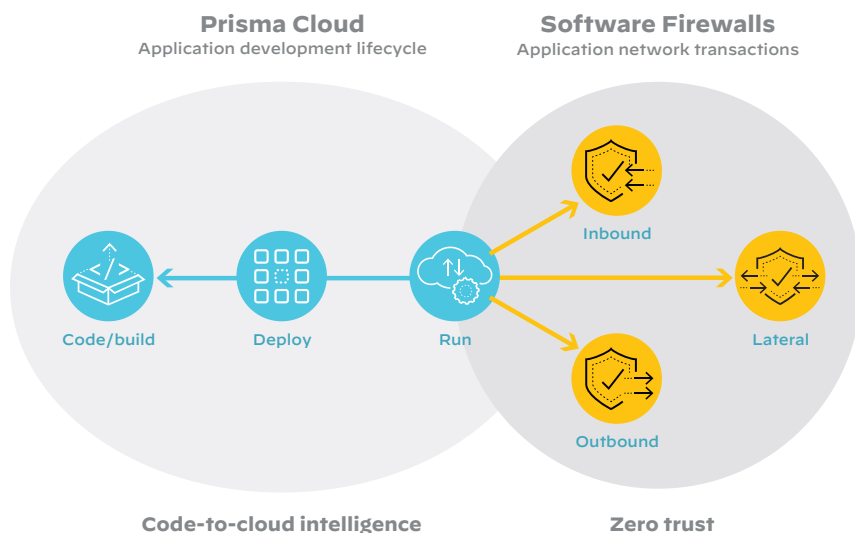 Prisma Cloud
Application development lifecycle
Software Firewalls
Application network transactions
Inbound
Code/build
Deploy
Run
Lateral
Outbound
Code-to-cloud intelligence
Zero trust